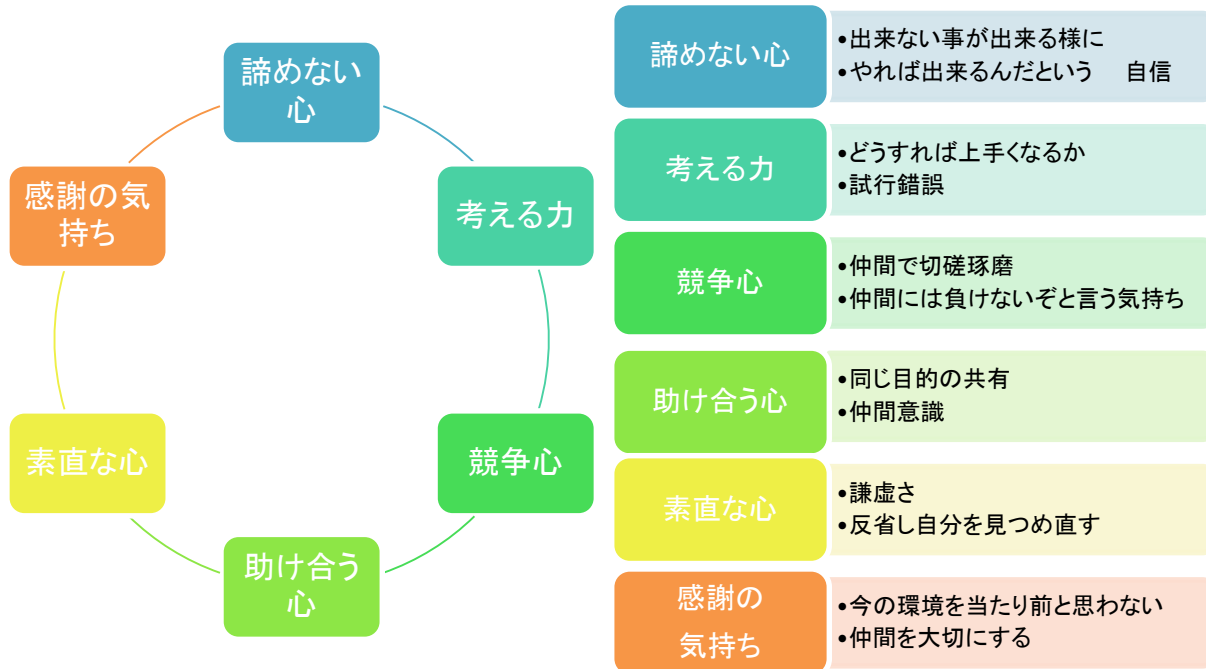 諦めない
心
考える力
競争心
助け合う
心
素直な心
感謝の気
持ち
諦めない心
•出来ない事が出来る様に
•やれば出来るんだという　自信
考える力
•どうすれば上手くなるか
•試行錯誤
競争心
•仲間で切磋琢磨
•仲間には負けないぞと言う気持ち
助け合う心
•同じ目的の共有
•仲間意識
素直な心
•謙虚さ
•反省し自分を見つめ直す
感謝の
気持ち
•今の環境を当たり前と思わない
•仲間を大切にする